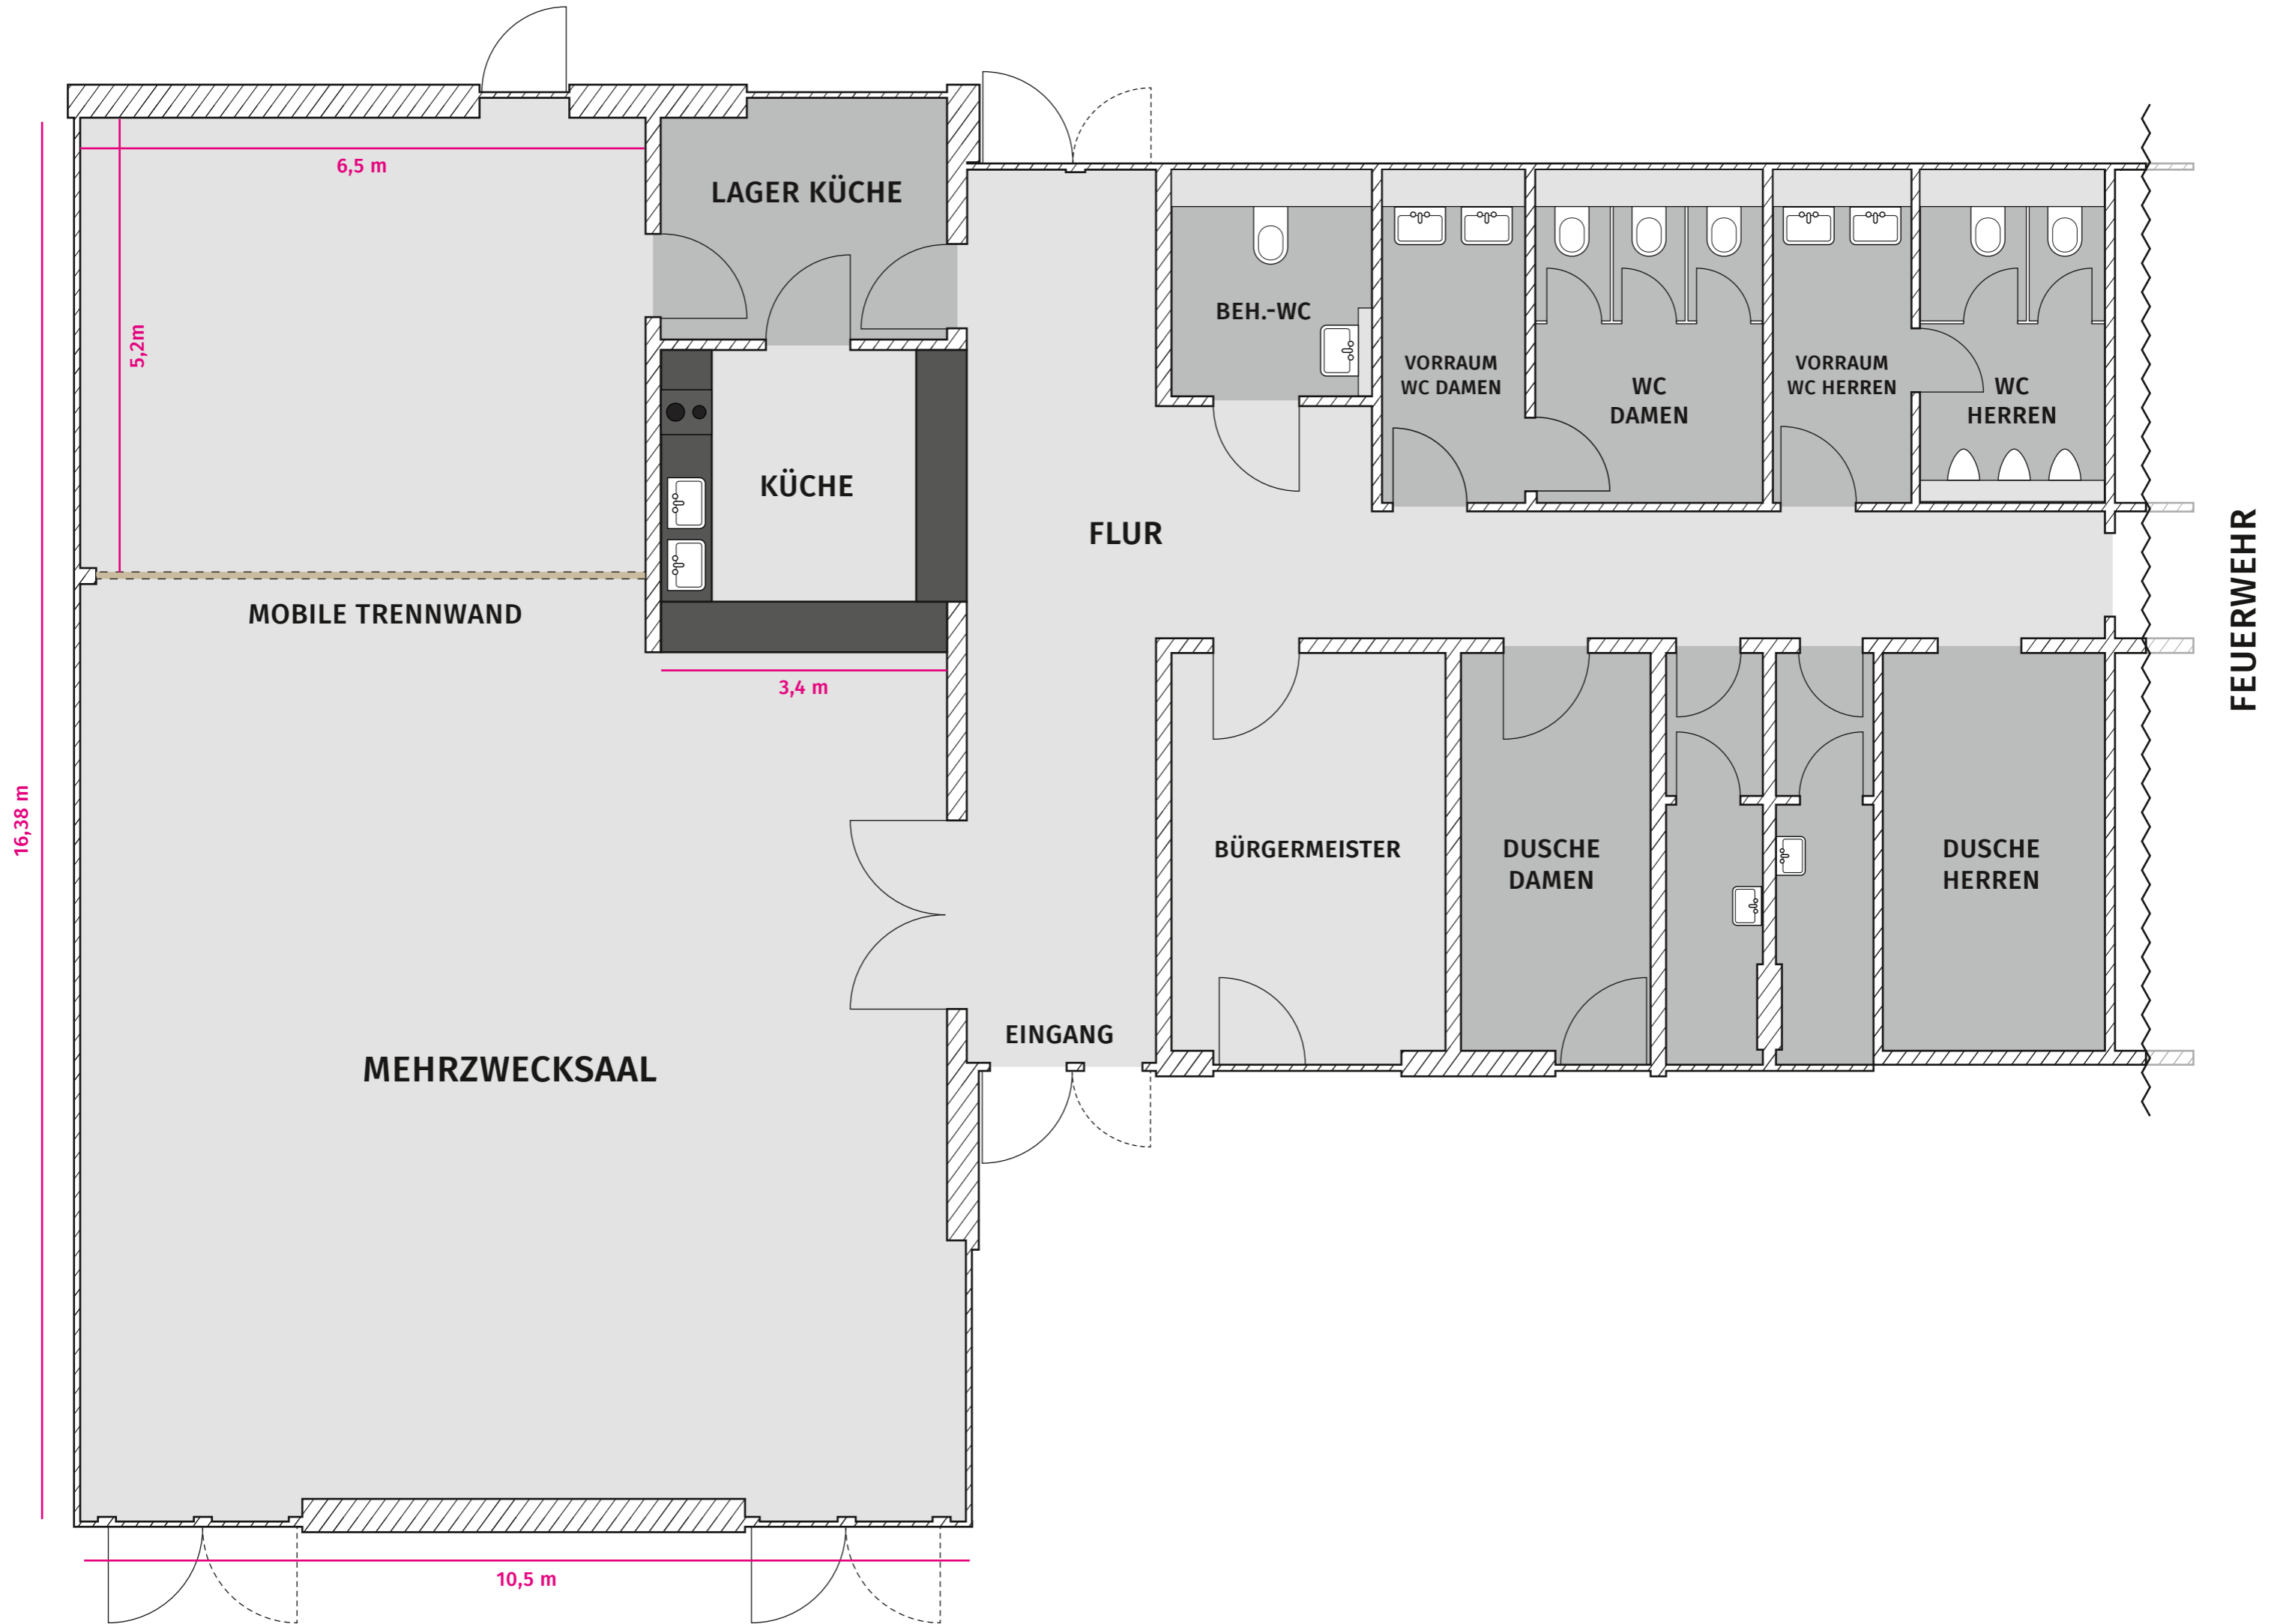 6,5 m
LAGER KÜCHE
5,2m
BEH.-WC
VORRAUM
WC DAMEN
WC
DAMEN
VORRAUM
WC HERREN
WC
HERREN
KÜCHE
FLUR
FEUERWEHR
MOBILE TRENNWAND
3,4 m
16,38 m
BÜRGERMEISTER
DUSCHE
DAMEN
DUSCHE
HERREN
EINGANG
MEHRZWECKSAAL
10,5 m